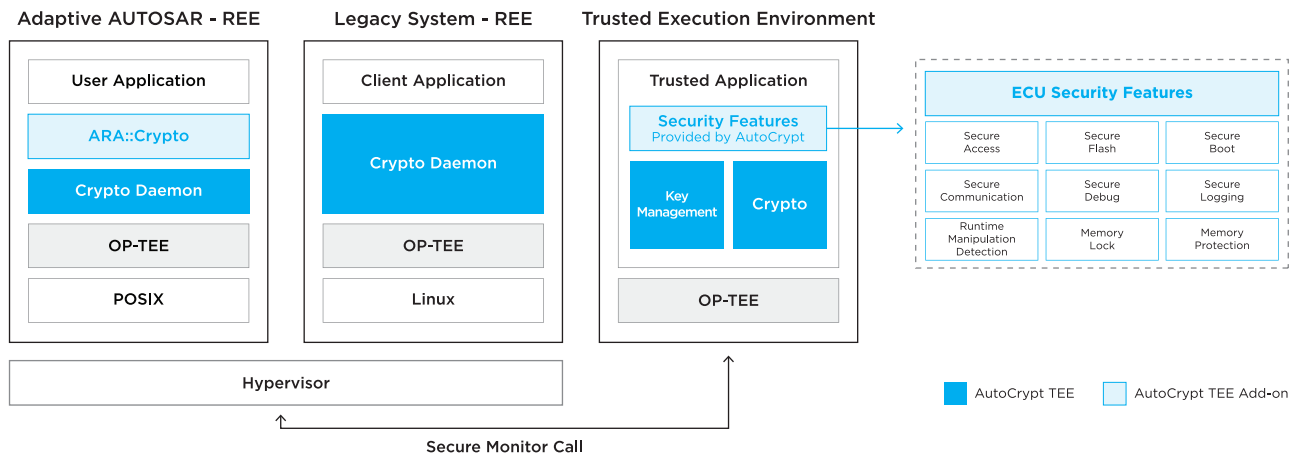 Adaptive AUTOSAR - REE
User Application
ARA::Crypto
Crypto Daemon
OP-TEE
POSIX
Legacy System - REE
Client Application
Crypto Daemon
OP-TEE
Linux
Hypervisor
Trusted Execution Environment
Trusted Application
Security Features
Provided by AutoCrypt
Key
Management
Crypto
OP-TEE
Secure Monitor Call
ECU Security Features
Secure
Access
Secure
Flash
Secure
Boot
Secure
Communication
Secure
Debug
Secure
Logging
Runtime
Manipulation
Detection
Memory
Lock
Memory
Protection
AutoCrypt TEE
AutoCrypt TEE Add-on